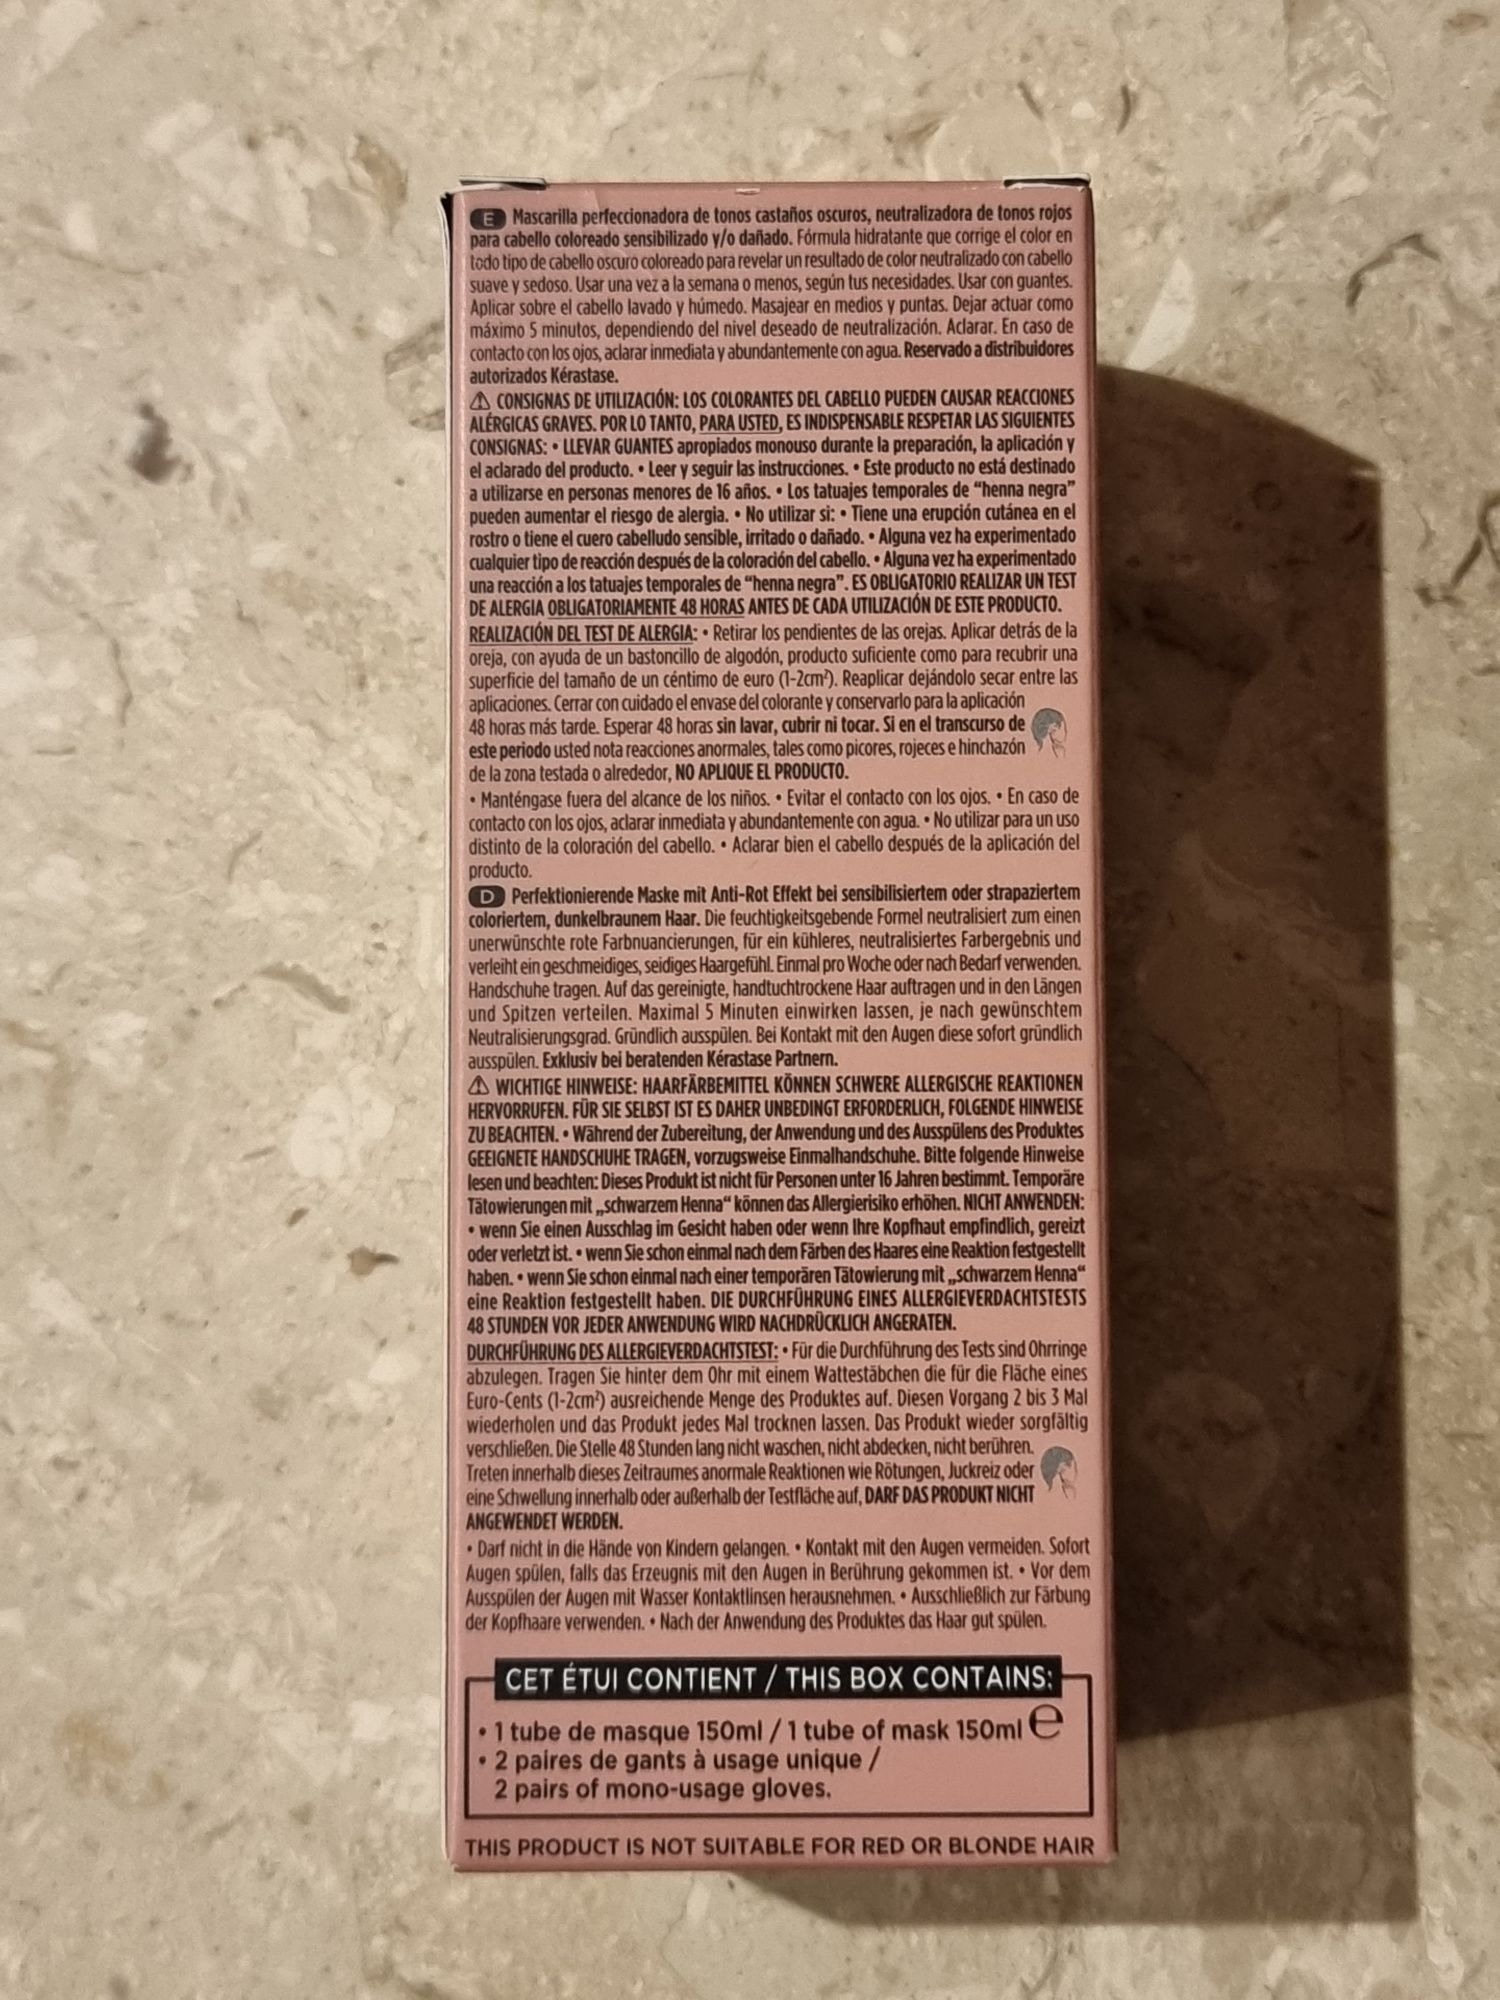 E Mascarilla perfeccionadora de tonos castaños oscuros, neutralizadora de tonos rojos
para cabello coloreado sensibilizado y/o dañado. Fórmula hidratante que corrige el color en
todo tipo de cabello oscuro coloreado para revelar un resultado de color neutralizado con cabello
suave y sedoso. Usar una vez a la semana o menos, según tus necesidades. Usar con guantes.
Aplicar sobre el cabello lavado y húmedo. Masajear en medios y puntas. Dejar actuar como
máximo 5 minutos, dependiendo del nivel deseado de neutralización. Aclarar. En caso de
contacto con los ojos, aclarar inmediata y abundantemente con agua. Reservado a distribuidores
autorizados Kérastase.
⚠ CONSIGNAS DE UTILIZACIÓN: LOS COLORANTES DEL CABELLO PUEDEN CAUSAR REACCIONES
ALÉRGICAS GRAVES. POR LO TANTO, PARA USTED, ES INDISPENSABLE RESPETAR LAS SIGUIENTES
CONSIGNAS: • LLEVAR GUANTES apropiados monouso durante la preparación, la aplicación y
el aclarado del producto. • Leer y seguir las instrucciones. • Este producto no está destinado
a utilizarse en personas menores de 16 años. • Los tatuajes temporales de “henna negra”
pueden aumentar el riesgo de alergia. • No utilizar si: • Tiene una erupción cutánea en el
rostro o tiene el cuero cabelludo sensible, irritado o dañado. • Alguna vez ha experimentado
cualquier tipo de reacción después de la coloración del cabello. • Alguna vez ha experimentado
una reacción a los tatuajes temporales de “henna negra”. ES OBLIGATORIO REALIZAR UN TEST
DE ALERGIA OBLIGATORIAMENTE 48 HORAS ANTES DE CADA UTILIZACIÓN DE ESTE PRODUCTO.
REALIZACIÓN DEL TEST DE ALERGIA: • Retirar los pendientes de las orejas. Aplicar detrás de la
oreja, con ayuda de un bastoncillo de algodón, producto suficiente como para recubrir una
superficie del tamaño de un céntimo de euro (1-2cm²). Reaplicar dejándolo secar entre las
aplicaciones. Cerrar con cuidado el envase del colorante y conservarlo para la aplicación
48 horas más tarde. Esperar 48 horas sin lavar, cubrir ni tocar. Si en el transcurso de
este periodo usted nota reacciones anormales, tales como picores, rojeces e hinchazón
de la zona testada o alrededor, NO APLIQUE EL PRODUCTO.
• Manténgase fuera del alcance de los niños. • Evitar el contacto con los ojos. • En caso de
contacto con los ojos, aclarar inmediata y abundantemente con agua. • No utilizar para un uso
distinto de la coloración del cabello. • Aclarar bien el cabello después de la aplicación del
producto.
D Perfektionierende Maske mit Anti-Rot Effekt bei sensibilisiertem oder strapaziertem
coloriertem, dunkelbraunem Haar. Die feuchtigkeitsgebende Formel neutralisiert zum einen
unerwünschte rote Farbnuancierungen, für ein kühleres, neutralisiertes Farbergebnis und
verleiht ein geschmeidiges, seidiges Haargefühl. Einmal pro Woche oder nach Bedarf verwenden.
Handschuhe tragen. Auf das gereinigte, handtuchtrockene Haar auftragen und in den Längen
und Spitzen verteilen. Maximal 5 Minuten einwirken lassen, je nach gewünschtem
Neutralisierungsgrad. Gründlich ausspülen. Bei Kontakt mit den Augen diese sofort gründlich
ausspülen. Exklusiv bei beratenden Kérastase Partnern.
⚠ WICHTIGE HINWEISE: HAARFÄRBEMITTEL KÖNNEN SCHWERE ALLERGISCHE REAKTIONEN
HERVORRUFEN. FÜR SIE SELBST IST ES DAHER UNBEDINGT ERFORDERLICH, FOLGENDE HINWEISE
ZU BEACHTEN. • Während der Zubereitung, der Anwendung und des Ausspülens des Produktes
GEEIGNETE HANDSCHUHE TRAGEN, vorzugsweise Einmalhandschuhe. Bitte folgende Hinweise
lesen und beachten: Dieses Produkt ist nicht für Personen unter 16 Jahren bestimmt. Temporäre
Tätowierungen mit „schwarzem Henna“ können das Allergierisiko erhöhen. NICHT ANWENDEN:
• wenn Sie einen Ausschlag im Gesicht haben oder wenn Ihre Kopfhaut empfindlich, gereizt
oder verletzt ist. • wenn Sie schon einmal nach dem Färben des Haares eine Reaktion festgestellt
haben. • wenn Sie schon einmal nach einer temporären Tätowierung mit „schwarzem Henna“
eine Reaktion festgestellt haben. DIE DURCHFÜHRUNG EINES ALLERGIEVERDACHTSTESTS
48 STUNDEN VOR JEDER ANWENDUNG WIRD NACHDRÜCKLICH ANGERATEN.
DURCHFÜHRUNG DES ALLERGIEVERDACHTSTEST: • Für die Durchführung des Tests sind Ohrringe
abzulegen. Tragen Sie hinter dem Ohr mit einem Wattestäbchen die für die Fläche eines
Euro-Cents (1-2cm²) ausreichende Menge des Produktes auf. Diesen Vorgang 2 bis 3 Mal
wiederholen und das Produkt jedes Mal trocknen lassen. Das Produkt wieder sorgfältig
verschließen. Die Stelle 48 Stunden lang nicht waschen, nicht abdecken, nicht berühren.
Treten innerhalb dieses Zeitraumes anormale Reaktionen wie Rötungen, Juckreiz oder
eine Schwellung innerhalb oder außerhalb der Testfläche auf, DARF DAS PRODUKT NICHT
ANGEWENDET WERDEN.
• Darf nicht in die Hände von Kindern gelangen. • Kontakt mit den Augen vermeiden. Sofort
Augen spülen, falls das Erzeugnis mit den Augen in Berührung gekommen ist. • Vor dem
Ausspülen der Augen mit Wasser Kontaktlinsen herausnehmen. • Ausschließlich zur Färbung
der Kopfhaare verwenden. • Nach der Anwendung des Produktes das Haar gut spülen.
CET ÉTUI CONTIENT / THIS BOX CONTAINS:
• 1 tube de masque 150ml / 1 tube of mask 150ml ℮
• 2 paires de gants à usage unique /
2 pairs of mono-usage gloves.
THIS PRODUCT IS NOT SUITABLE FOR RED OR BLONDE HAIR